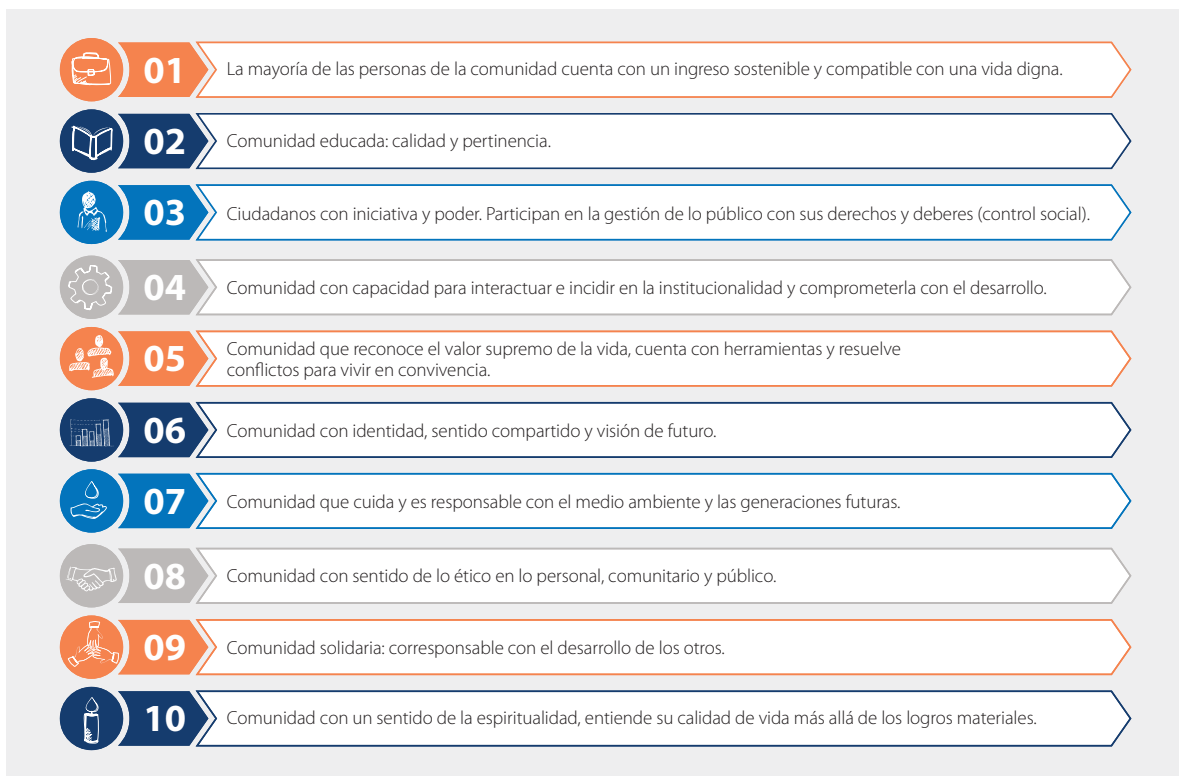 01
La mayoría de las personas de la comunidad cuenta con un ingreso sostenible y compatible con una vida digna.
02
Comunidad educada: calidad y pertinencia.
03
Ciudadanos con iniciativa y poder. Participan en la gestión de lo público con sus derechos y deberes (control social).
04
Comunidad con capacidad para interactuar e incidir en la institucionalidad y comprometerla con el desarrollo.
05
Comunidad que reconoce el valor supremo de la vida, cuenta con herramientas y resuelve
conflictos para vivir en convivencia.
06
Comunidad con identidad, sentido compartido y visión de futuro.
07
Comunidad que cuida y es responsable con el medio ambiente y las generaciones futuras.
08
Comunidad con sentido de lo ético en lo personal, comunitario y público.
09
Comunidad solidaria: corresponsable con el desarrollo de los otros.
10
Comunidad con un sentido de la espiritualidad, entiende su calidad de vida más allá de los logros materiales.